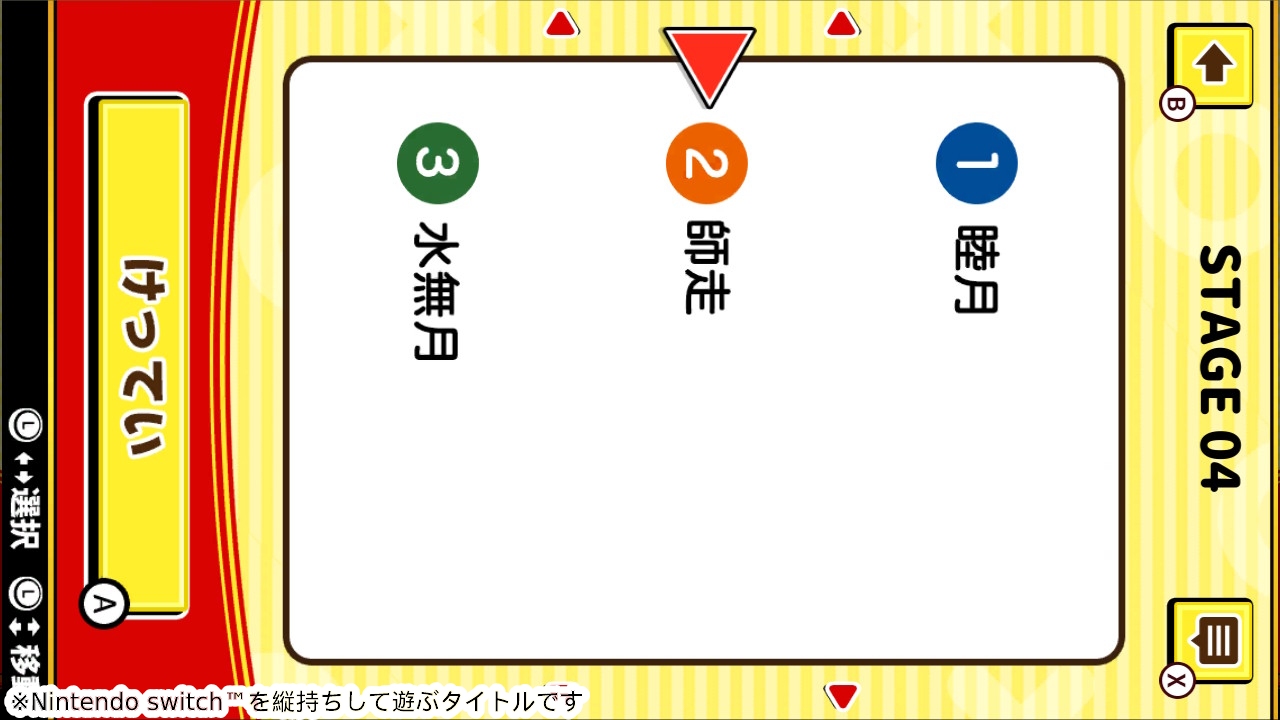 B
STAGE 04
X
1 睦月
2 師走
3 水無月
けってい
A
L 選択 L 移
※Nintendo switch™を縦持ちして遊ぶタイトルです